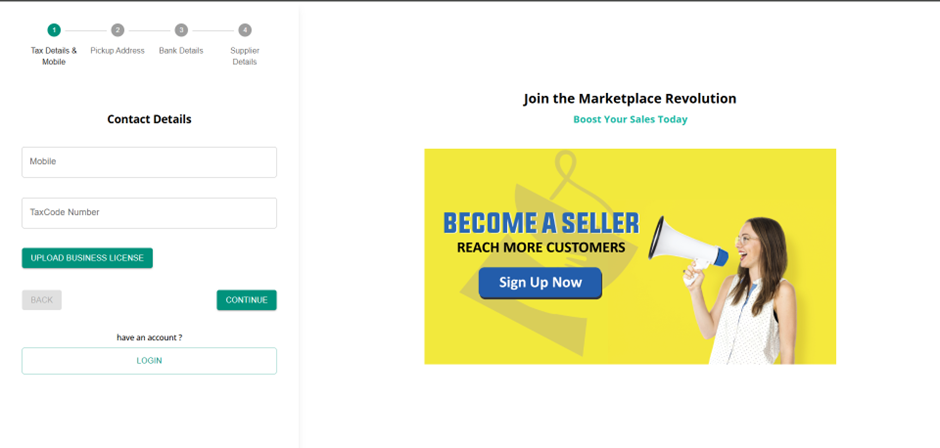 1
2
3
4
Tax Details &
Mobile
Pickup Address
Bank Details
Supplier
Details
Contact Details
Mobile
TaxCode Number
UPLOAD BUSINESS LICENSE
BACK
CONTINUE
have an account ?
LOGIN
Join the Marketplace Revolution
Boost Your Sales Today
BECOME A SELLER
REACH MORE CUSTOMERS
Sign Up Now